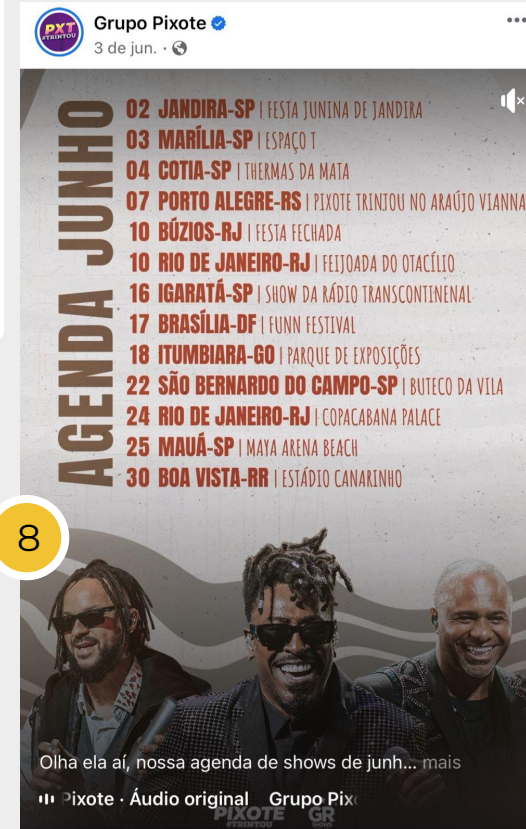 PXT
#TRINTOU
Grupo Pixote
3 de jun. ·
AGENDA JUNHO
02 JANDIRA-SP | FESTA JUNINA DE JANDIRA
03 MARÍLIA-SP | ESPAÇO T
04 COTIA-SP | THERMAS DA MATA
07 PORTO ALEGRE-RS | PIXOTE TRINTOU NO ARAÚJO VIANNA
10 BÚZIOS-RJ | FESTA FECHADA
10 RIO DE JANEIRO-RJ | FEIJOADA DO OTACÍLIO
16 IGARATÁ-SP | SHOW DA RÁDIO TRANSCONTINENAL
17 BRASÍLIA-DF | FUNN FESTIVAL
18 ITUMBIARA-GO | PARQUE DE EXPOSIÇÕES
22 SÃO BERNARDO DO CAMPO-SP | BUTECO DA VILA
24 RIO DE JANEIRO-RJ | COPACABANA PALACE
25 MAUÁ-SP | MAYA ARENA BEACH
30 BOA VISTA-RR | ESTÁDIO CANARINHO
8
Olha ela aí, nossa agenda de shows de junh... mais
Pixote · Áudio original Grupo Pix
PIXOTE GR
#TRINTOU SHOWS